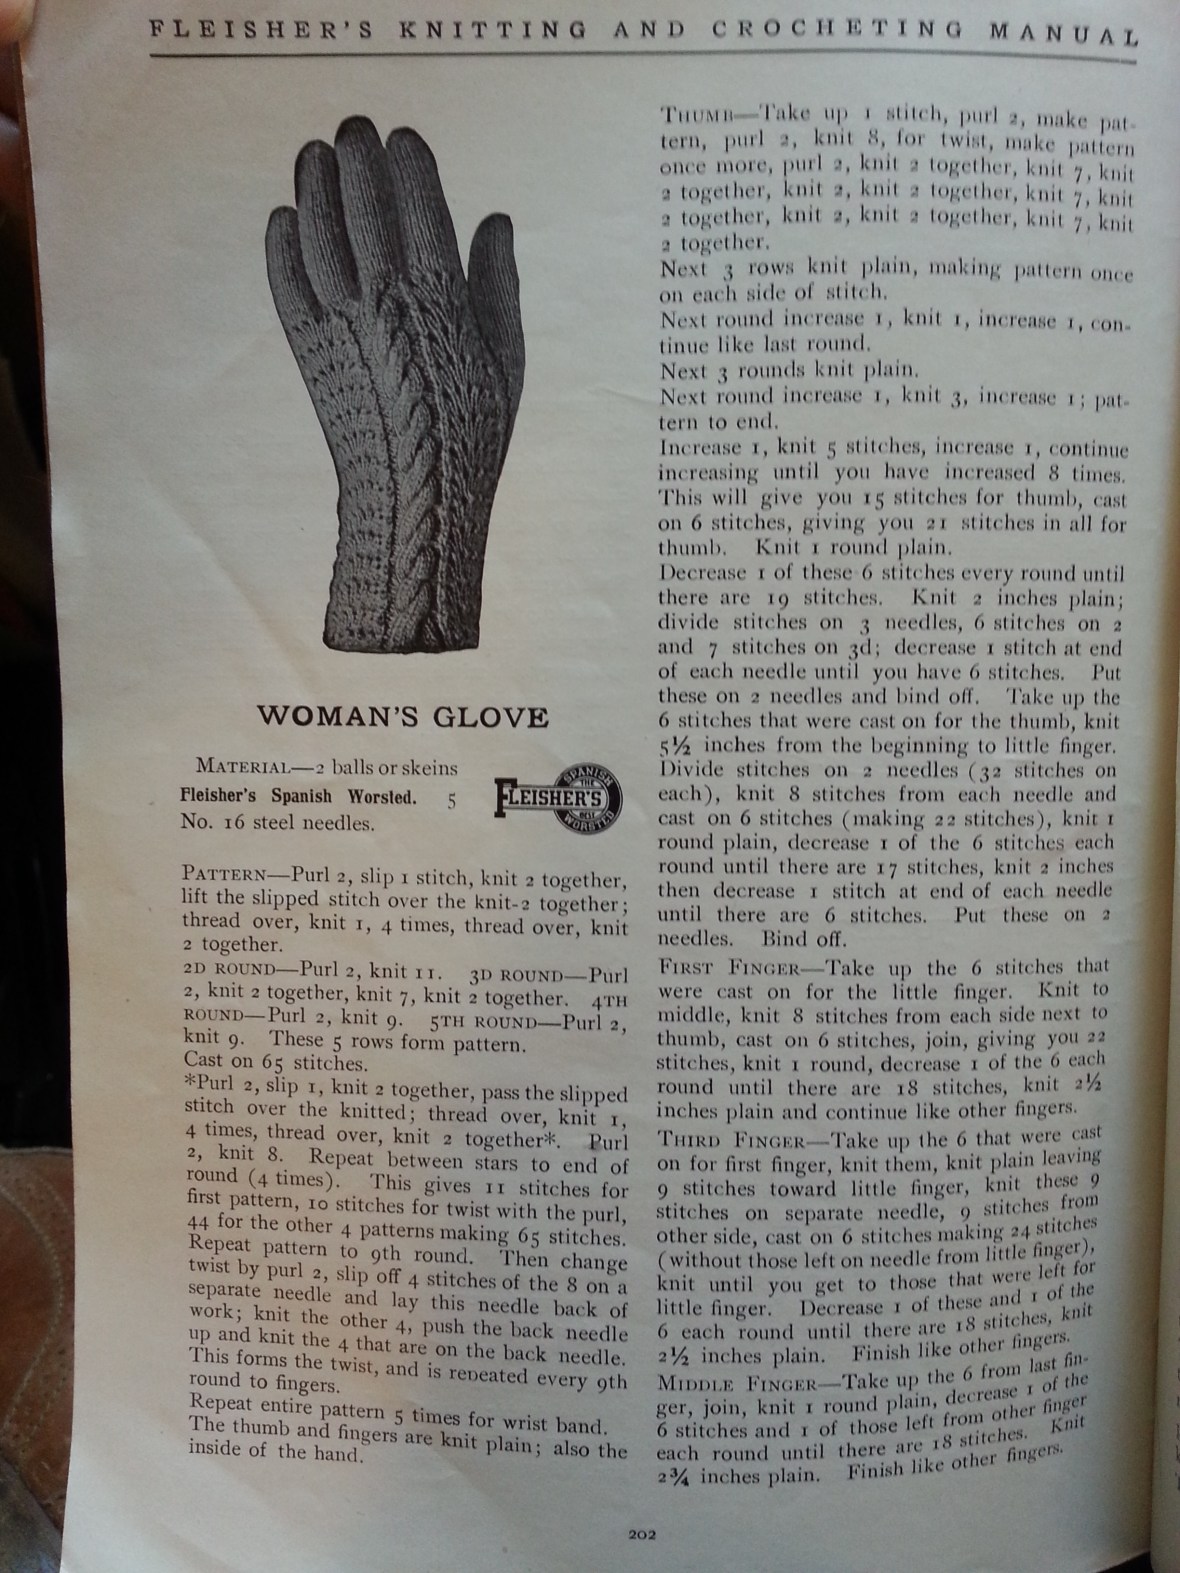 FLEISHER'S KNITTING AND CROCHETING MANUAL
WOMAN'S GLOVE
MATERIAL—2 balls or skeins
Fleisher's Spanish Worsted. 5
No. 16 steel needles.
SPANISH
THE
FLEISHER'S
BEST
WORSTED
PATTERN—Purl 2, slip 1 stitch, knit 2 together,
lift the slipped stitch over the knit-2 together;
thread over, knit 1, 4 times, thread over, knit
2 together.
2D ROUND—Purl 2, knit 11. 3D ROUND—Purl
2, knit 2 together, knit 7, knit 2 together. 4TH
ROUND—Purl 2, knit 9. 5TH ROUND—Purl 2,
knit 9. These 5 rows form pattern.
Cast on 65 stitches.
*Purl 2, slip 1, knit 2 together, pass the slipped
stitch over the knitted; thread over, knit 1,
4 times, thread over, knit 2 together*. Purl
2, knit 8. Repeat between stars to end of
round (4 times). This gives 11 stitches for
first pattern, 10 stitches for twist with the purl,
44 for the other 4 patterns making 65 stitches.
Repeat pattern to 9th round. Then change
twist by purl 2, slip off 4 stitches of the 8 on a
separate needle and lay this needle back of
work; knit the other 4, push the back needle
up and knit the 4 that are on the back needle.
This forms the twist, and is repeated every 9th
round to fingers.
Repeat entire pattern 5 times for wrist band.
The thumb and fingers are knit plain; also the
inside of the hand.
THUMB—Take up 1 stitch, purl 2, make pat-
tern, purl 2, knit 8, for twist, make pattern
once more, purl 2, knit 2 together, knit 7, knit
2 together, knit 2, knit 2 together, knit 7, knit
2 together, knit 2, knit 2 together, knit 7, knit
2 together.
Next 3 rows knit plain, making pattern once
on each side of stitch.
Next round increase 1, knit 1, increase 1, con-
tinue like last round.
Next 3 rounds knit plain.
Next round increase 1, knit 3, increase 1; pat-
tern to end.
Increase 1, knit 5 stitches, increase 1, continue
increasing until you have increased 8 times.
This will give you 15 stitches for thumb, cast
on 6 stitches, giving you 21 stitches in all for
thumb. Knit 1 round plain.
Decrease 1 of these 6 stitches every round until
there are 19 stitches. Knit 2 inches plain;
divide stitches on 3 needles, 6 stitches on 2
and 7 stitches on 3d; decrease 1 stitch at end
of each needle until you have 6 stitches. Put
these on 2 needles and bind off. Take up the
6 stitches that were cast on for the thumb, knit
5½ inches from the beginning to little finger.
Divide stitches on 2 needles (32 stitches on
each), knit 8 stitches from each needle and
cast on 6 stitches (making 22 stitches), knit 1
round plain, decrease 1 of the 6 stitches each
round until there are 17 stitches, knit 2 inches
then decrease 1 stitch at end of each needle
until there are 6 stitches. Put these on 2
needles. Bind off.
FIRST FINGER—Take up the 6 stitches that
were cast on for the little finger. Knit to
middle, knit 8 stitches from each side next to
thumb, cast on 6 stitches, join, giving you 22
stitches, knit 1 round, decrease 1 of the 6 each
round until there are 18 stitches, knit 2½
inches plain and continue like other fingers.
THIRD FINGER—Take up the 6 that were cast
on for first finger, knit them, knit plain leaving
9 stitches toward little finger, knit these 9
stitches on separate needle, 9 stitches from
other side, cast on 6 stitches making 24 stitches
(without those left on needle from little finger),
knit until you get to those that were left for
little finger. Decrease 1 of these and 1 of the
6 each round until there are 18 stitches, knit
2½ inches plain. Finish like other fingers.
MIDDLE FINGER—Take up the 6 from last fin-
ger, join, knit 1 round plain, decrease 1 of the
6 stitches and 1 of those left from other finger
each round until there are 18 stitches. Knit
2¾ inches plain. Finish like other fingers.
202